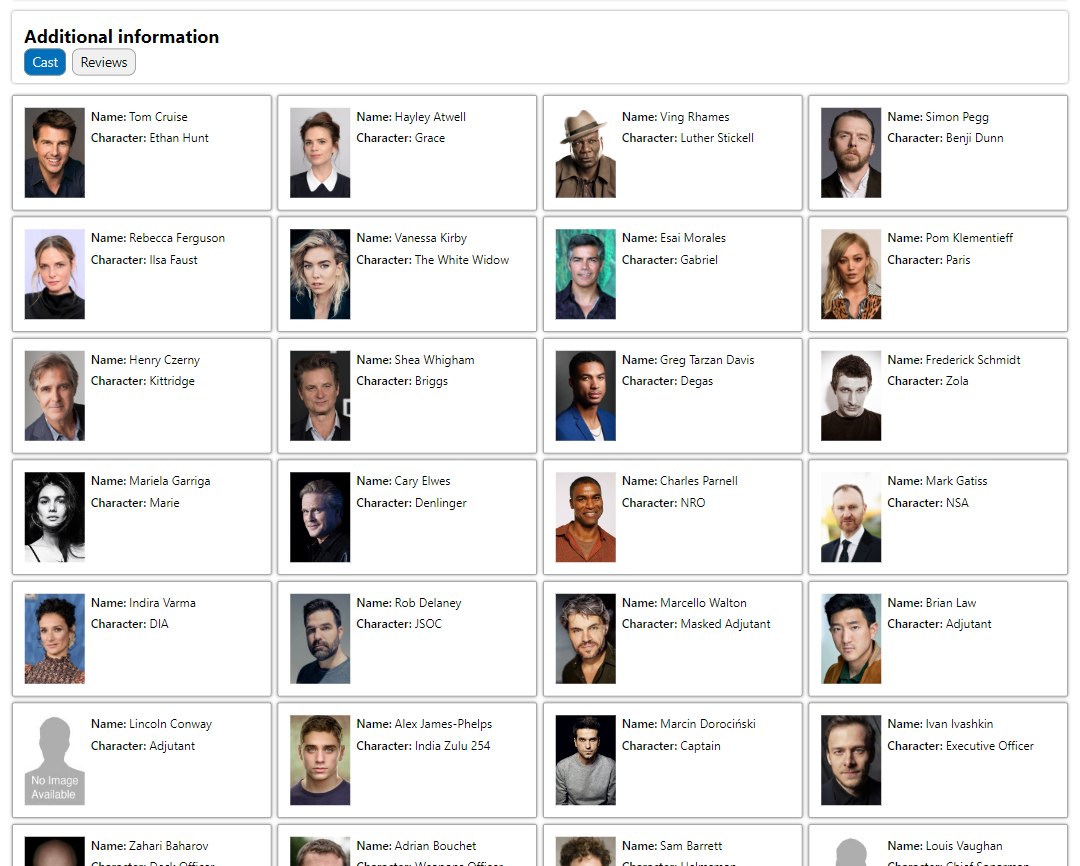 Additional information
Cast Reviews
Name: Tom Cruise
Character: Ethan Hunt
Name: Hayley Atwell
Character: Grace
Name: Ving Rhames
Character: Luther Stickell
Name: Simon Pegg
Character: Benji Dunn
Name: Rebecca Ferguson
Character: Ilsa Faust
Name: Vanessa Kirby
Character: The White Widow
Name: Esai Morales
Character: Gabriel
Name: Pom Klementieff
Character: Paris
Name: Henry Czerny
Character: Kittridge
Name: Shea Whigham
Character: Briggs
Name: Greg Tarzan Davis
Character: Degas
Name: Frederick Schmidt
Character: Zola
Name: Mariela Garriga
Character: Marie
Name: Cary Elwes
Character: Denlinger
Name: Charles Parnell
Character: NRO
Name: Mark Gatiss
Character: NSA
Name: Indira Varma
Character: DIA
Name: Rob Delaney
Character: JSOC
Name: Marcello Walton
Character: Masked Adjutant
Name: Brian Law
Character: Adjutant
No Image
Available
Name: Lincoln Conway
Character: Adjutant
Name: Alex James-Phelps
Character: India Zulu 254
Name: Marcin Dorociński
Character: Captain
Name: Ivan Ivashkin
Character: Executive Officer
Name: Zahari Baharov
Character: Deck Officer
Name: Adrian Bouchet
Character: Weapons Officer
Name: Sam Barrett
Character: Helmsman
Name: Louis Vaughan
Character: Chief Sonarman